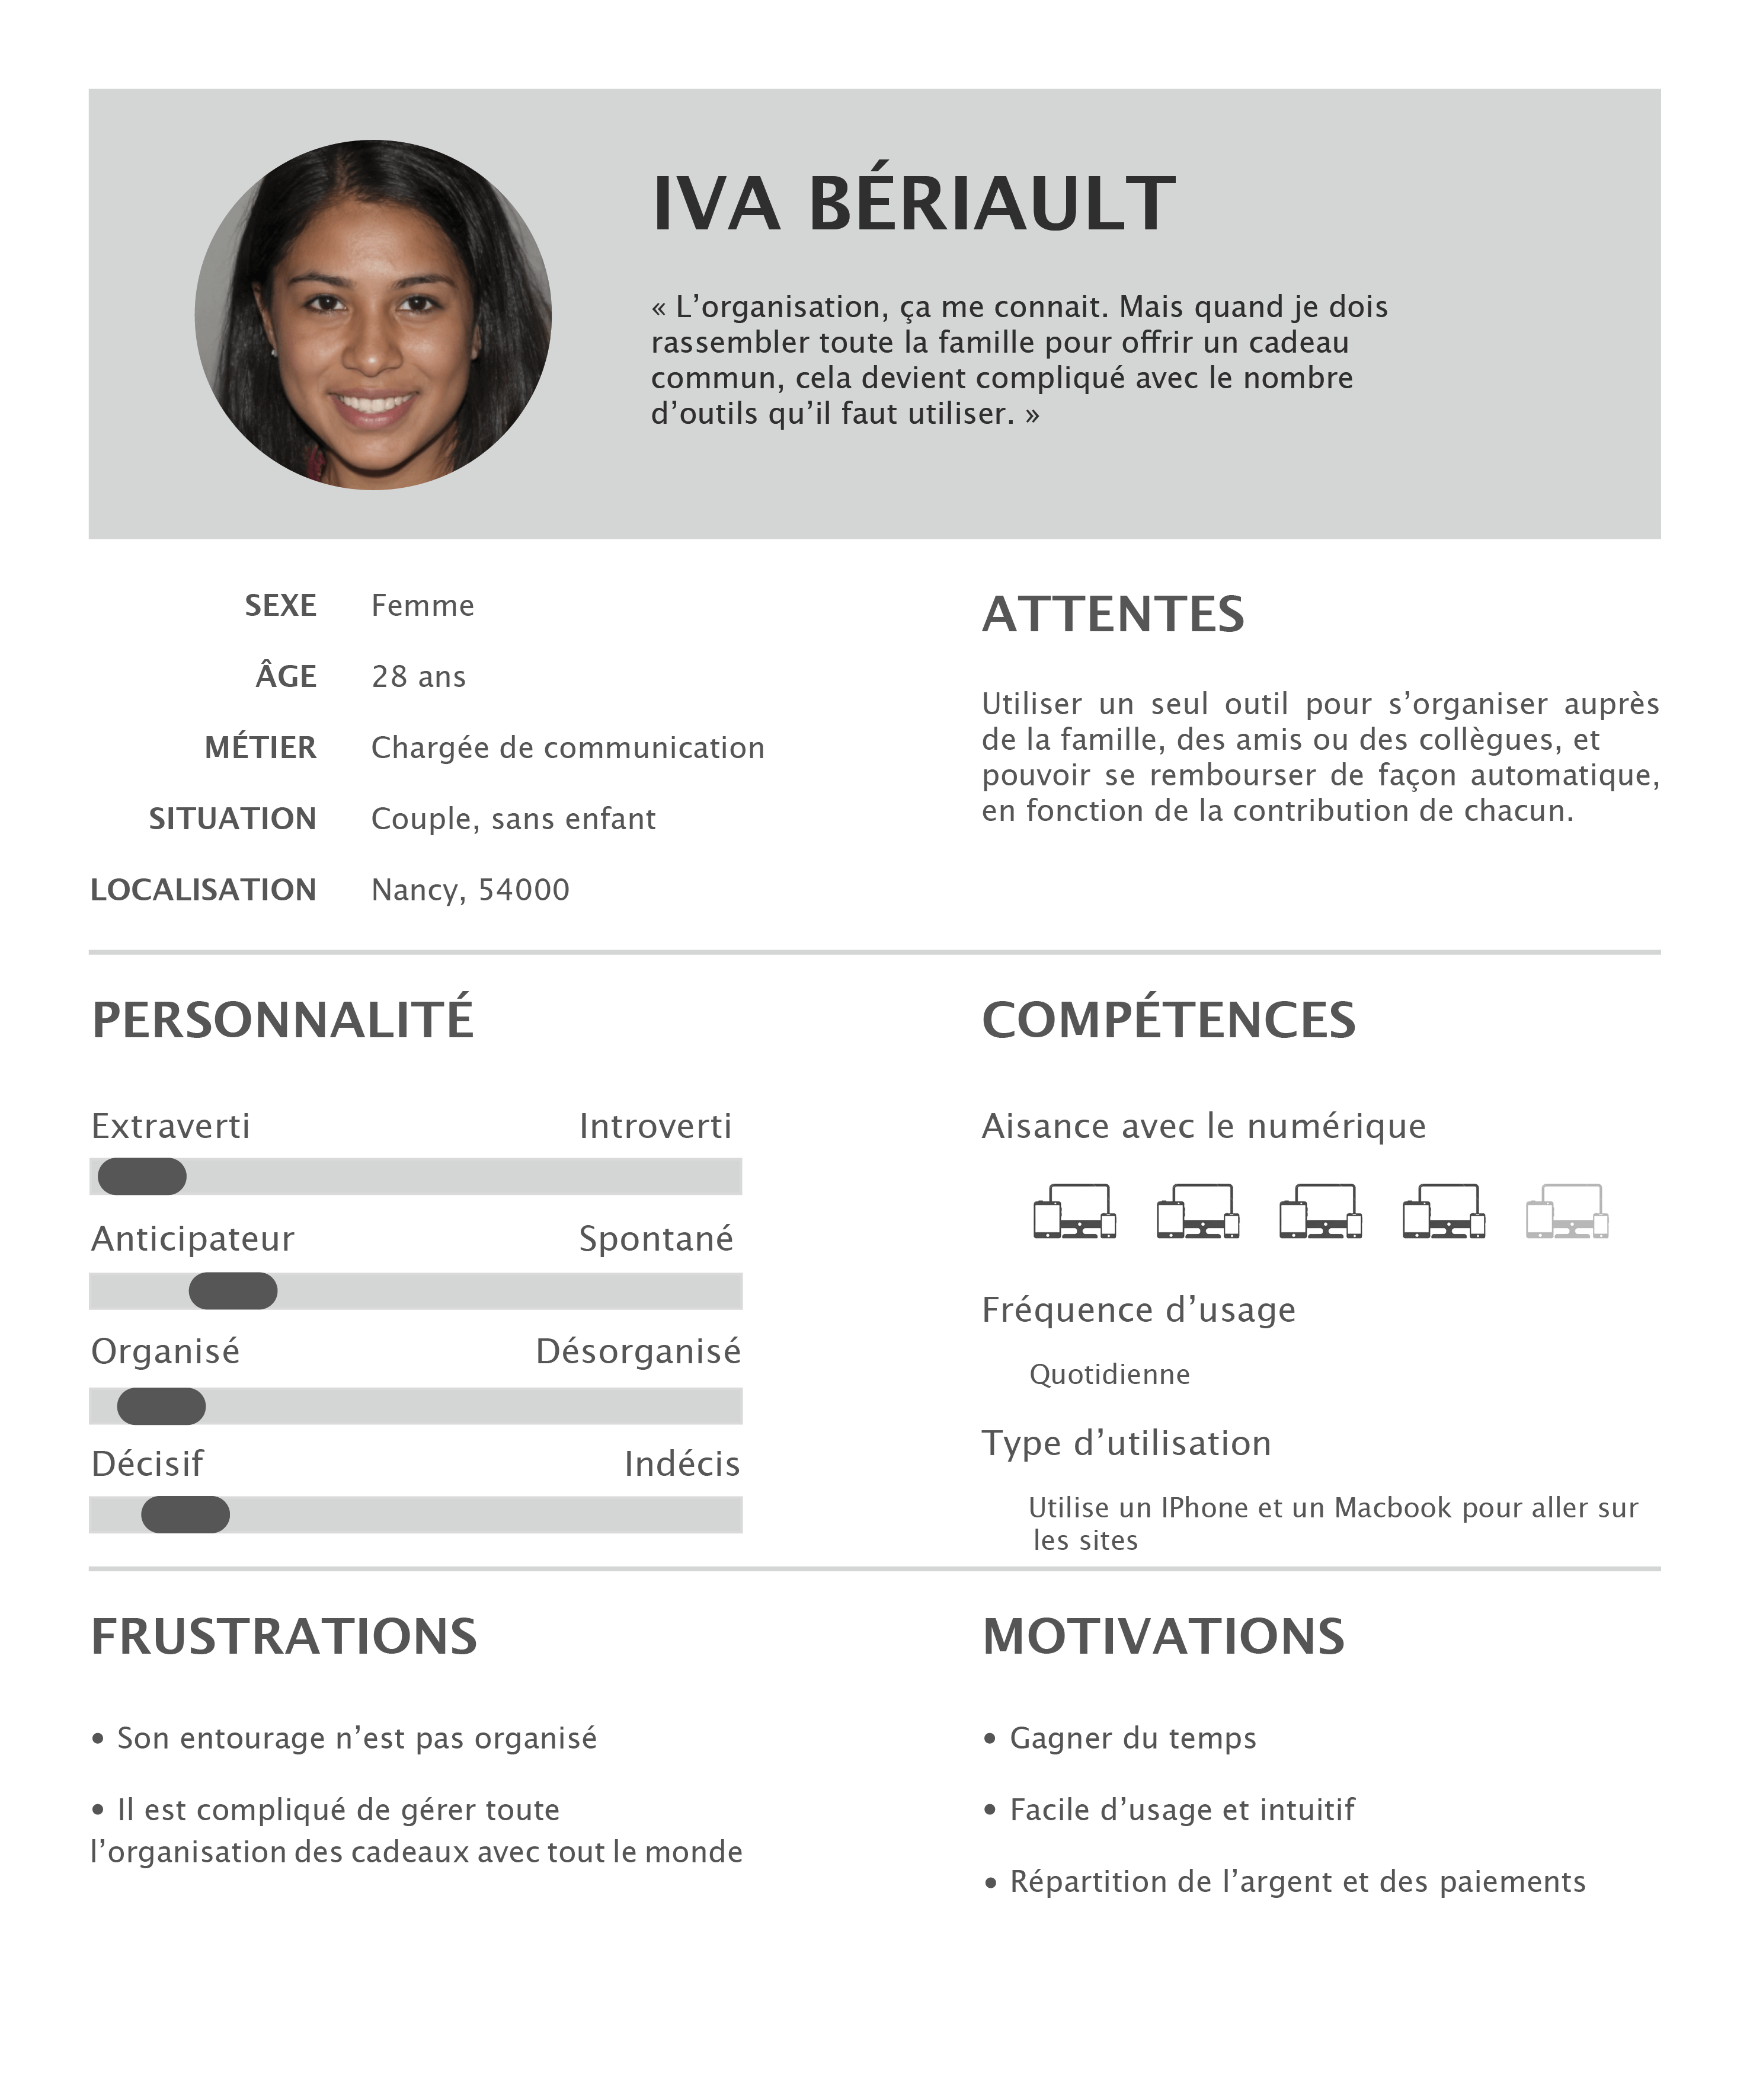 IVA BÉRIAULT
« L’organisation, ça me connait. Mais quand je dois
rassembler toute la famille pour offrir un cadeau
commun, cela devient compliqué avec le nombre
d’outils qu’il faut utiliser. »
SEXE Femme
ÂGE 28 ans
MÉTIER Chargée de communication
SITUATION Couple, sans enfant
LOCALISATION Nancy, 54000
ATTENTES
Utiliser un seul outil pour s’organiser auprès
de la famille, des amis ou des collègues, et
pouvoir se rembourser de façon automatique,
en fonction de la contribution de chacun.
PERSONNALITÉ
Extraverti Introverti
Anticipateur Spontané
Organisé Désorganisé
Décisif Indécis
COMPÉTENCES
Aisance avec le numérique
Fréquence d’usage
Quotidienne
Type d’utilisation
Utilise un IPhone et un Macbook pour aller sur
les sites
FRUSTRATIONS
• Son entourage n’est pas organisé
• Il est compliqué de gérer toute
l’organisation des cadeaux avec tout le monde
MOTIVATIONS
• Gagner du temps
• Facile d’usage et intuitif
• Répartition de l’argent et des paiements